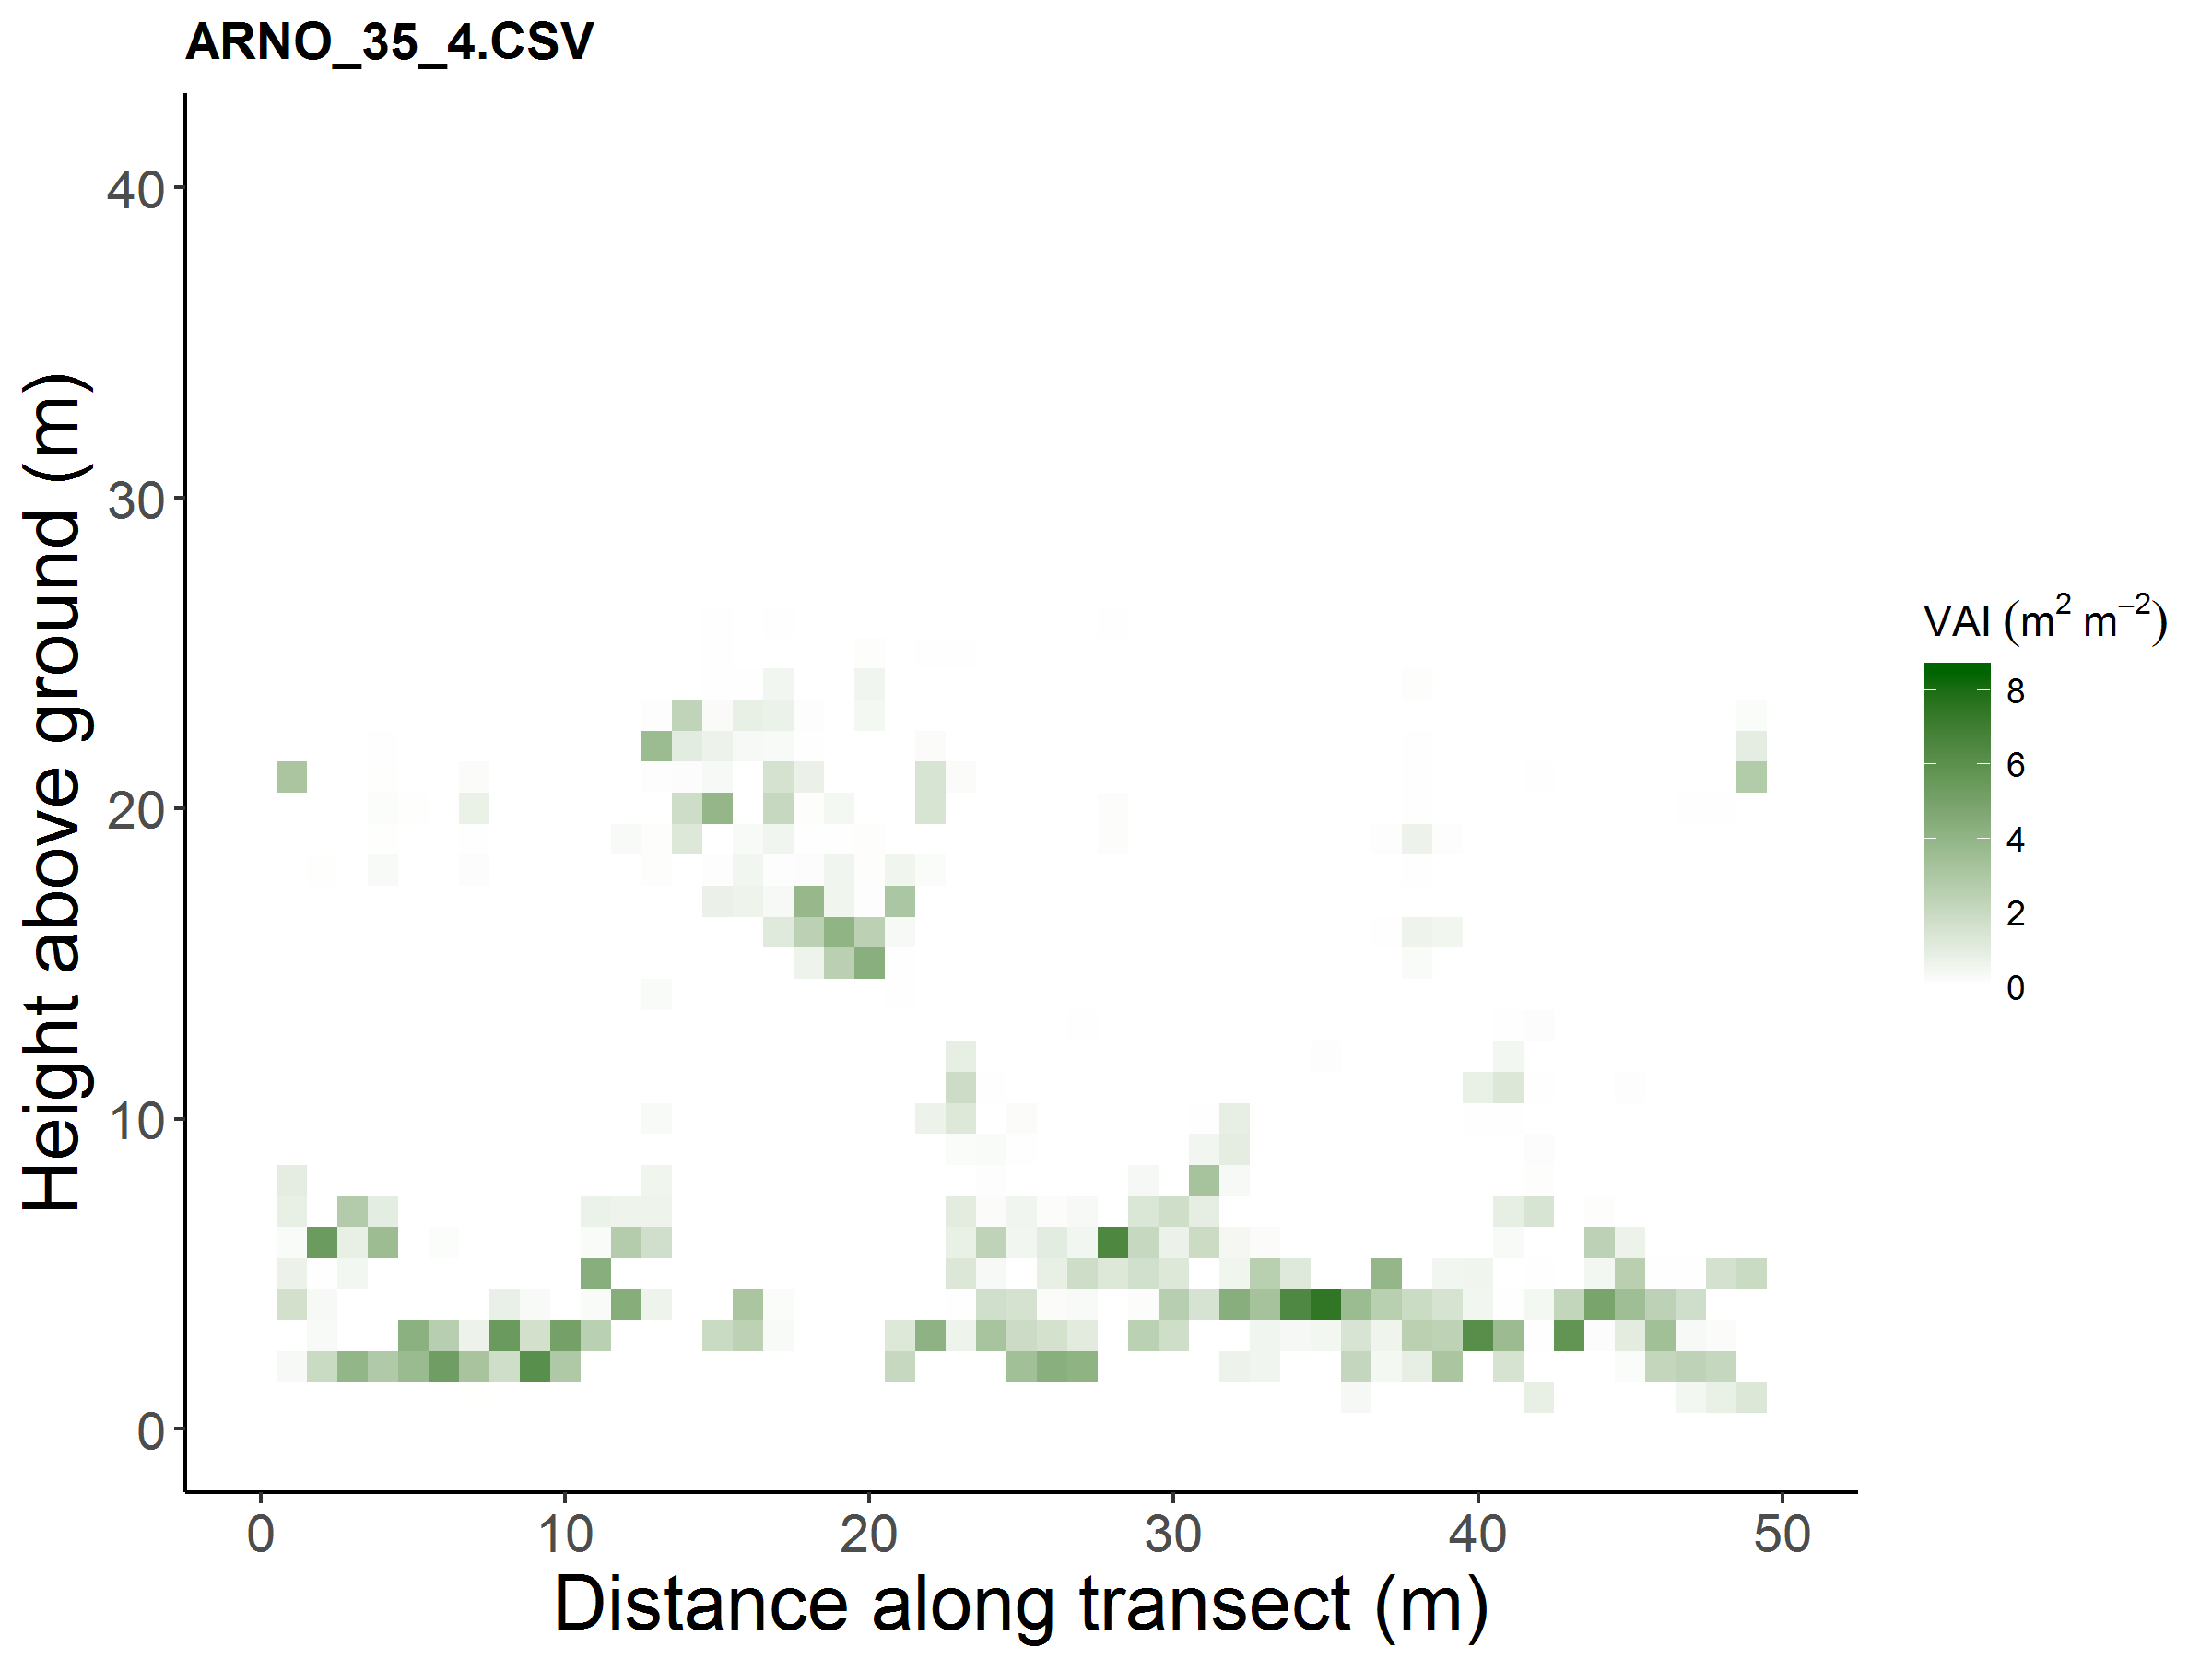 ARNO_35_4.CSV
Height above ground (m)
40
30
20
10
0
0 10 20 30 40 50
Distance along transect (m)
VAI (m² m⁻²)
8
6
4
2
0